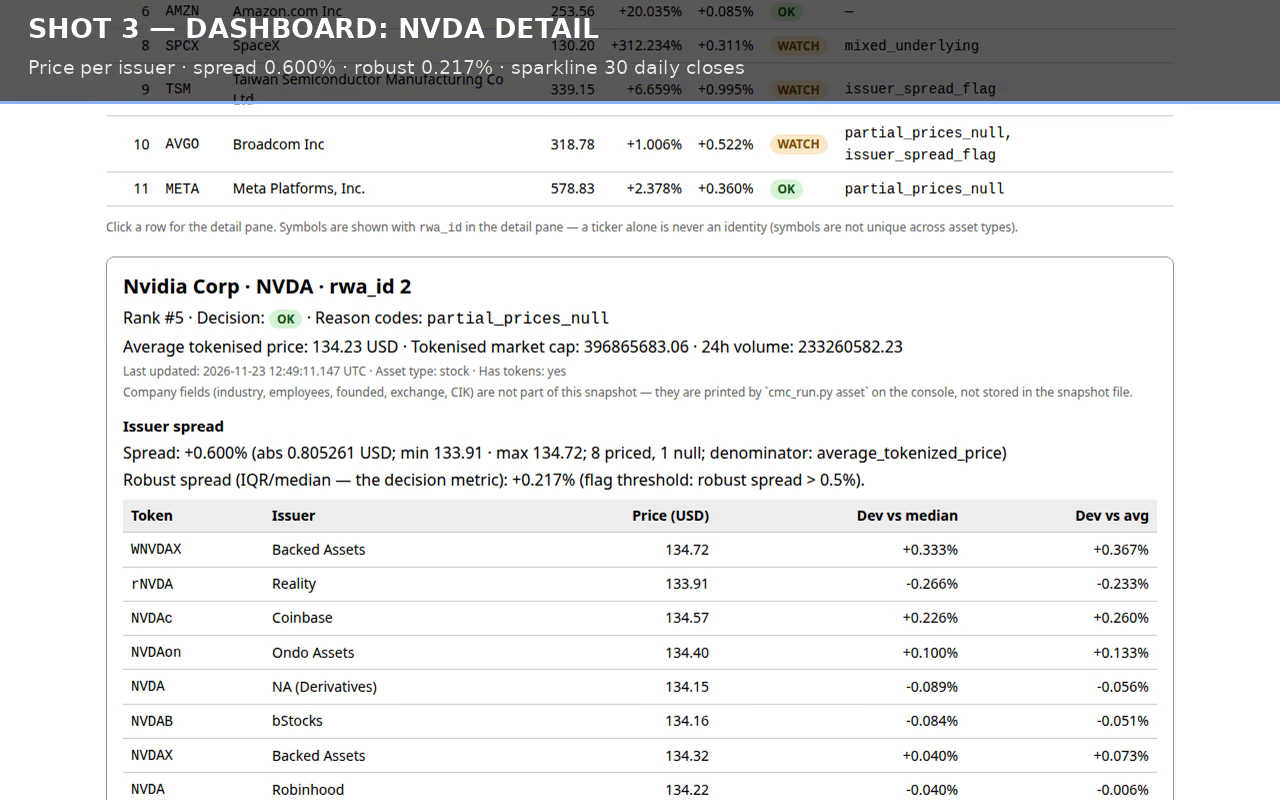 6 AMZN Amazon.com Inc 253.56 +20.035% +0.085% OK —
SHOT 3 — DASHBOARD: NVDA DETAIL
8 SPCX SpaceX 130.20 +312.234% +0.311% WATCH mixed_underlying
Price per issuer · spread 0.600% · robust 0.217% · sparkline 30 daily closes
9 TSM Taiwan Semiconductor Manufacturing Co Ltd 339.15 +6.659% +0.995% WATCH issuer_spread_flag
10 AVGO Broadcom Inc 318.78 +1.006% +0.522% WATCH partial_prices_null,
issuer_spread_flag
11 META Meta Platforms, Inc. 578.83 +2.378% +0.360% OK partial_prices_null
Click a row for the detail pane. Symbols are shown with rwa_id in the detail pane — a ticker alone is never an identity (symbols are not unique across asset types).
Nvidia Corp · NVDA · rwa_id 2
Rank #5 · Decision: OK · Reason codes: partial_prices_null
Average tokenised price: 134.23 USD · Tokenised market cap: 396865683.06 · 24h volume: 233260582.23
Last updated: 2026-11-23 12:49:11.147 UTC · Asset type: stock · Has tokens: yes
Company fields (industry, employees, founded, exchange, CIK) are not part of this snapshot — they are printed by `cmc_run.py asset` on the console, not stored in the snapshot file.
Issuer spread
Spread: +0.600% (abs 0.805261 USD; min 133.91 · max 134.72; 8 priced, 1 null; denominator: average_tokenized_price)
Robust spread (IQR/median — the decision metric): +0.217% (flag threshold: robust spread > 0.5%).
Token Issuer Price (USD) Dev vs median Dev vs avg
WNVDAX Backed Assets 134.72 +0.333% +0.367%
rNVDA Reality 133.91 -0.266% -0.233%
NVDAc Coinbase 134.57 +0.226% +0.260%
NVDAon Ondo Assets 134.40 +0.100% +0.133%
NVDA NA (Derivatives) 134.15 -0.089% -0.056%
NVDAB bStocks 134.16 -0.084% -0.051%
NVDAX Backed Assets 134.32 +0.040% +0.073%
NVDA Robinhood 134.22 -0.040% -0.006%